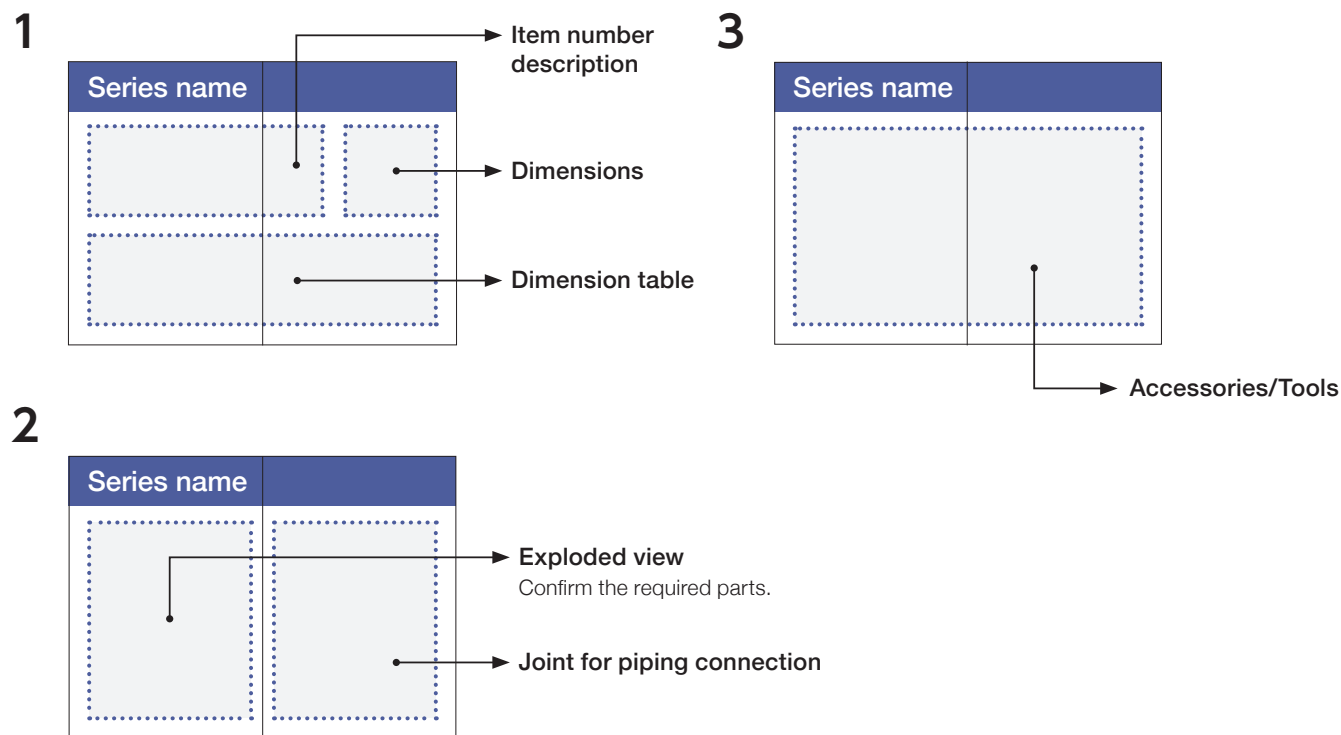 1
Series name
Item number
description
Dimensions
Dimension table
2
Series name
Exploded view
Confirm the required parts.
Joint for piping connection
3
Series name
Accessories/Tools